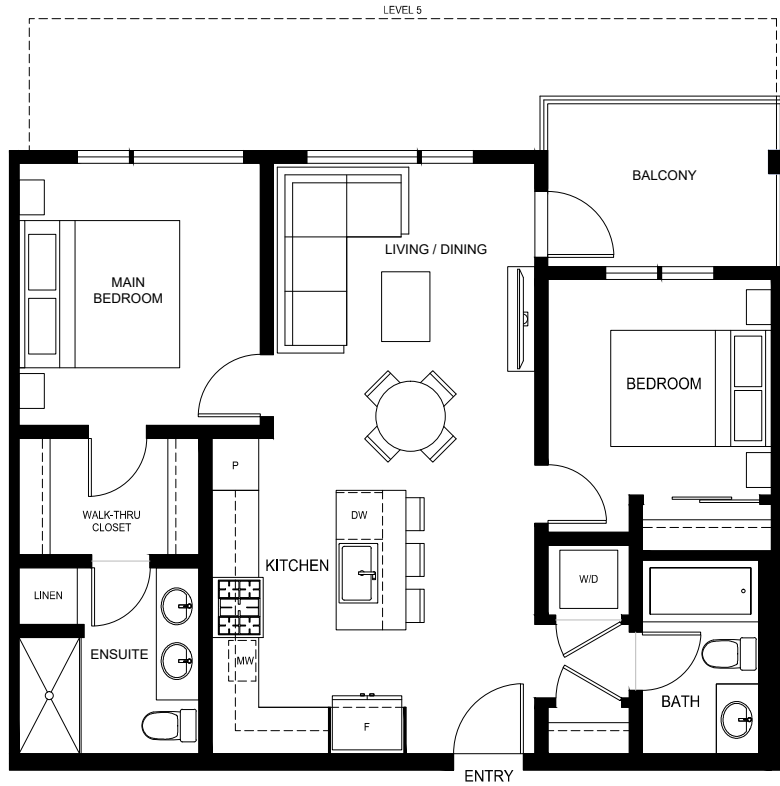 LEVEL 5
BALCONY
LIVING / DINING
MAIN
BEDROOM
BEDROOM
P
WALK-THRU
CLOSET
DW
KITCHEN
W/D
LINEN
ENSUITE
MW
BATH
F
ENTRY